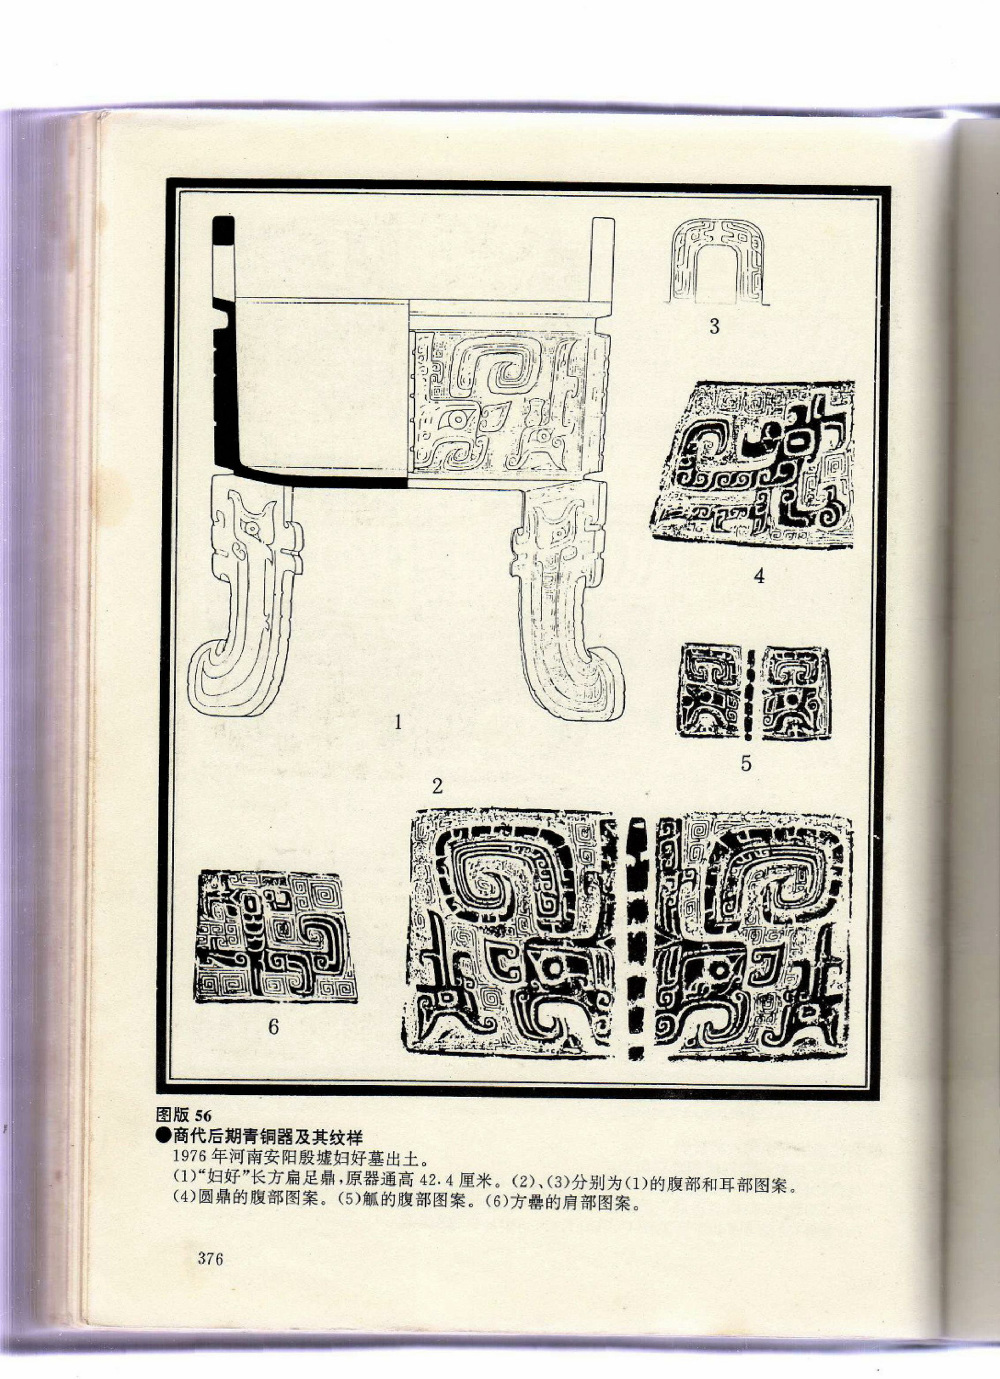 1
2
3
4
5
6
图版 56
●商代后期青铜器及其纹样
1976 年河南安阳殷墟妇好墓出土。
(1)“妇好”长方扁足鼎,原器通高 42.4 厘米。(2)、(3)分别为(1)的腹部和耳部图案。
(4)圆鼎的腹部图案。(5)觚的腹部图案。(6)方罍的肩部图案。
376